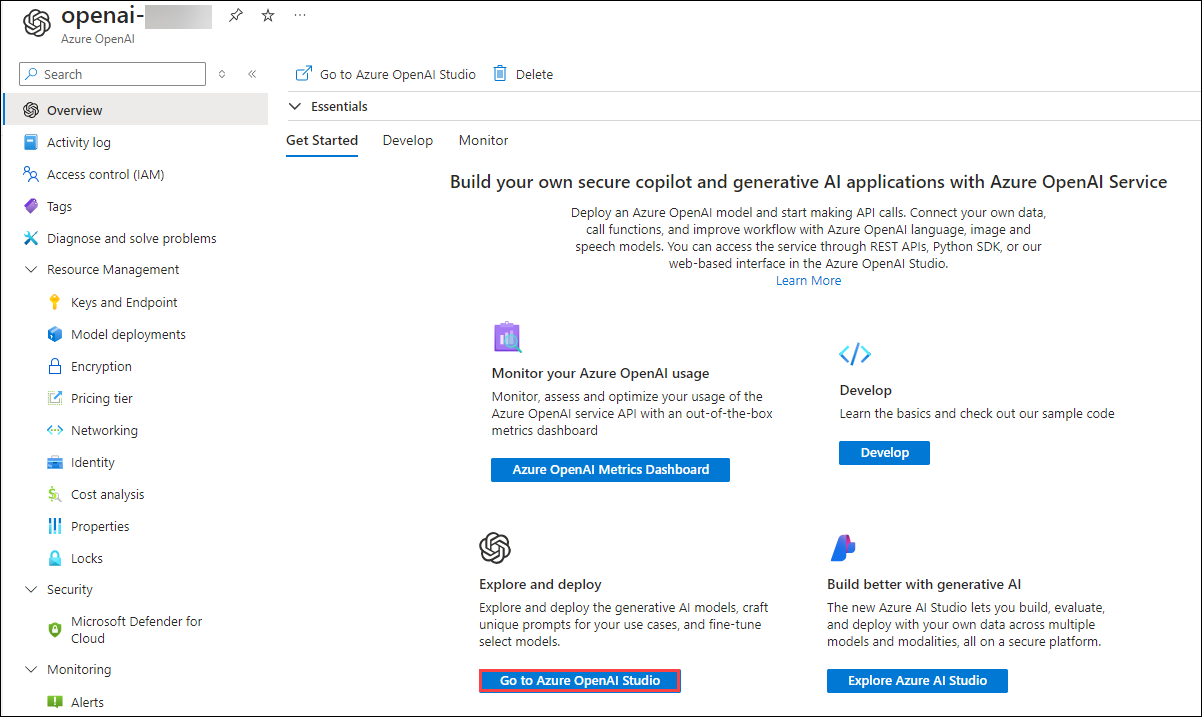 openai-
Azure OpenAI
Search
Go to Azure OpenAI Studio
Delete
Overview
Activity log
Access control (IAM)
Tags
Diagnose and solve problems
Resource Management
Keys and Endpoint
Model deployments
Encryption
Pricing tier
Networking
Identity
Cost analysis
Properties
Locks
Security
Microsoft Defender for
Cloud
Monitoring
Alerts
Essentials
Get Started
Develop
Monitor
Build your own secure copilot and generative AI applications with Azure OpenAI Service
Deploy an Azure OpenAI model and start making API calls. Connect your own data,
call functions, and improve workflow with Azure OpenAI language, image and
speech models. You can access the service through REST APIs, Python SDK, or our
web-based interface in the Azure OpenAI Studio.
Learn More
Monitor your Azure OpenAI usage
Monitor, assess and optimize your usage of the
Azure OpenAI service API with an out-of-the-box
metrics dashboard
Azure OpenAI Metrics Dashboard
Develop
Learn the basics and check out our sample code
Develop
Explore and deploy
Explore and deploy the generative AI models, craft
unique prompts for your use cases, and fine-tune
select models.
Go to Azure OpenAI Studio
Build better with generative AI
The new Azure AI Studio lets you build, evaluate,
and deploy with your own data across multiple
models and modalities, all on a secure platform.
Explore Azure AI Studio